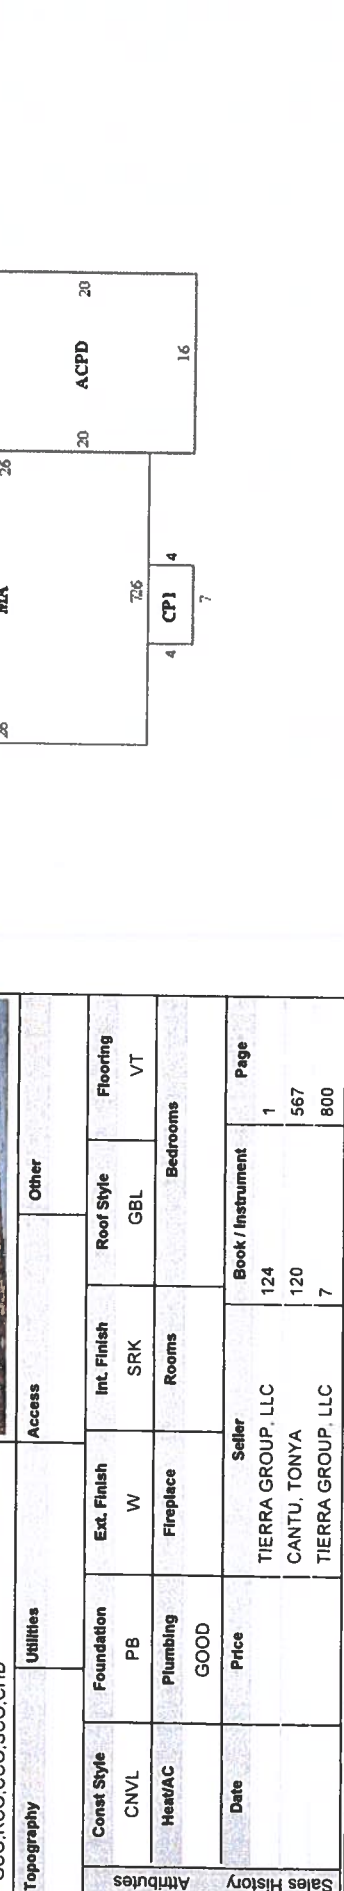 Topography Utilities Access Other
Attributes
Const Style Foundation Ext. Finish Int. Finish Roof Style Flooring
CNVL PB W SRK GBL VT
Heat/AC Plumbing Fireplace Rooms Bedrooms
GOOD
Sales History
Date Price Seller Book / Instrument Page
TIERRA GROUP, LLC 124 1
CANTU, TONYA 120 567
TIERRA GROUP, LLC 7 800
MA
26 26
726
4 CP1 4
7
20 ACPD 20
16